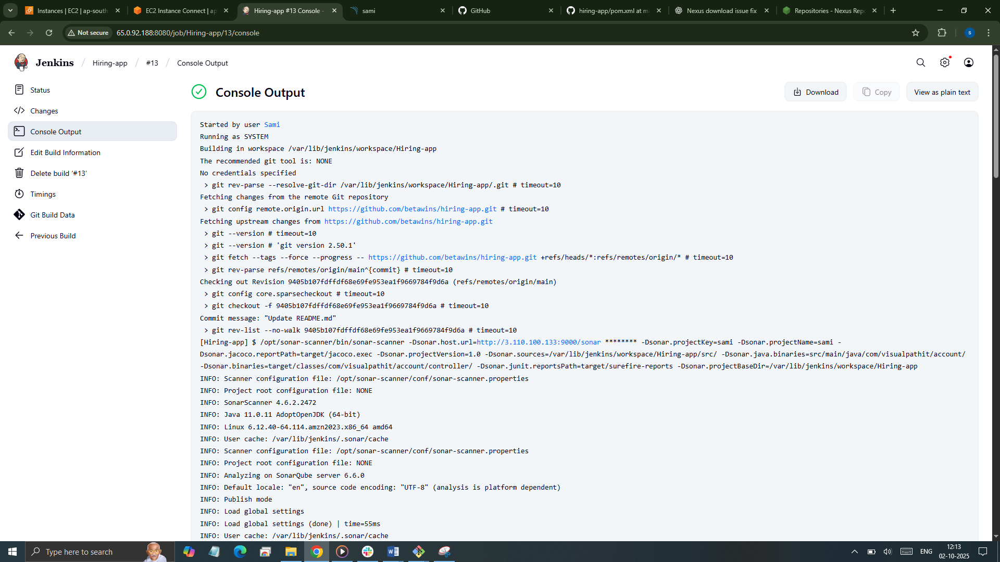 Instances | EC2 | ap-south
EC2 Instance Connect | ap
Hiring-app #13 Console -
sami
GitHub
hiring-app/pom.xml at ma
Nexus download issue fix
Repositories - Nexus Repo
Not secure
65.0.92.188:8080/job/Hiring-app/13/console
S
Jenkins / Hiring-app / #13 / Console Output
Status
Changes
Console Output
Edit Build Information
Delete build ‘#13’
Timings
Git Build Data
Previous Build
Console Output
Download
Copy
View as plain text
Started by user Sami
Running as SYSTEM
Building in workspace /var/lib/jenkins/workspace/Hiring-app
The recommended git tool is: NONE
No credentials specified
> git rev-parse --resolve-git-dir /var/lib/jenkins/workspace/Hiring-app/.git # timeout=10
Fetching changes from the remote Git repository
> git config remote.origin.url https://github.com/betawins/hiring-app.git # timeout=10
Fetching upstream changes from https://github.com/betawins/hiring-app.git
> git --version # timeout=10
> git --version # 'git version 2.50.1'
> git fetch --tags --force --progress -- https://github.com/betawins/hiring-app.git +refs/heads/*:refs/remotes/origin/* # timeout=10
> git rev-parse refs/remotes/origin/main^{commit} # timeout=10
Checking out Revision 9405b107fdffdf68e69fe953ea1f9669784f9d6a (refs/remotes/origin/main)
> git config core.sparsecheckout # timeout=10
> git checkout -f 9405b107fdffdf68e69fe953ea1f9669784f9d6a # timeout=10
Commit message: "Update README.md"
> git rev-list --no-walk 9405b107fdffdf68e69fe953ea1f9669784f9d6a # timeout=10
[Hiring-app] $ /opt/sonar-scanner/bin/sonar-scanner -Dsonar.host.url=http://3.110.100.133:9000/sonar ******** -Dsonar.projectKey=sami -Dsonar.projectName=sami -
Dsonar.jacoco.reportPath=target/jacoco.exec -Dsonar.projectVersion=1.0 -Dsonar.sources=/var/lib/jenkins/workspace/Hiring-app/src/ -Dsonar.java.binaries=src/main/java/com/visualpathit/account/
-Dsonar.binaries=target/classes/com/visualpathit/account/controller/ -Dsonar.junit.reportsPath=target/surefire-reports -Dsonar.projectBaseDir=/var/lib/jenkins/workspace/Hiring-app
INFO: Scanner configuration file: /opt/sonar-scanner/conf/sonar-scanner.properties
INFO: Project root configuration file: NONE
INFO: SonarScanner 4.6.2.2472
INFO: Java 11.0.11 AdoptOpenJDK (64-bit)
INFO: Linux 6.12.40-64.114.amzn2023.x86_64 amd64
INFO: User cache: /var/lib/jenkins/.sonar/cache
INFO: Scanner configuration file: /opt/sonar-scanner/conf/sonar-scanner.properties
INFO: Project root configuration file: NONE
INFO: Analyzing on SonarQube server 6.6.0
INFO: Default locale: "en", source code encoding: "UTF-8" (analysis is platform dependent)
INFO: Publish mode
INFO: Load global settings
INFO: Load global settings (done) | time=55ms
INFO: User cache: /var/lib/jenkins/.sonar/cache
Type here to search
ENG
12:13
02-10-2025